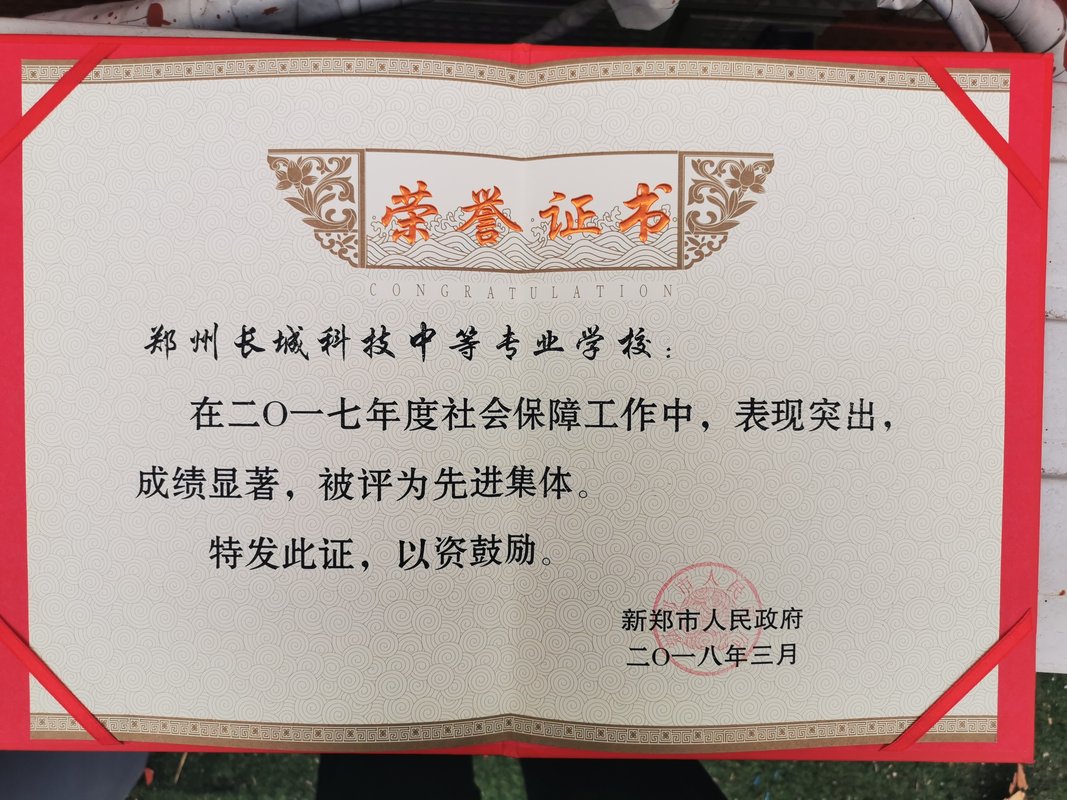 荣誉证书
CONGRATULATION
郑州长城科技中等专业学校：
在二〇一七年度社会保障工作中，表现突出，
成绩显著，被评为先进集体。
特发此证，以资鼓励。
新郑市人民政府
二〇一八年三月